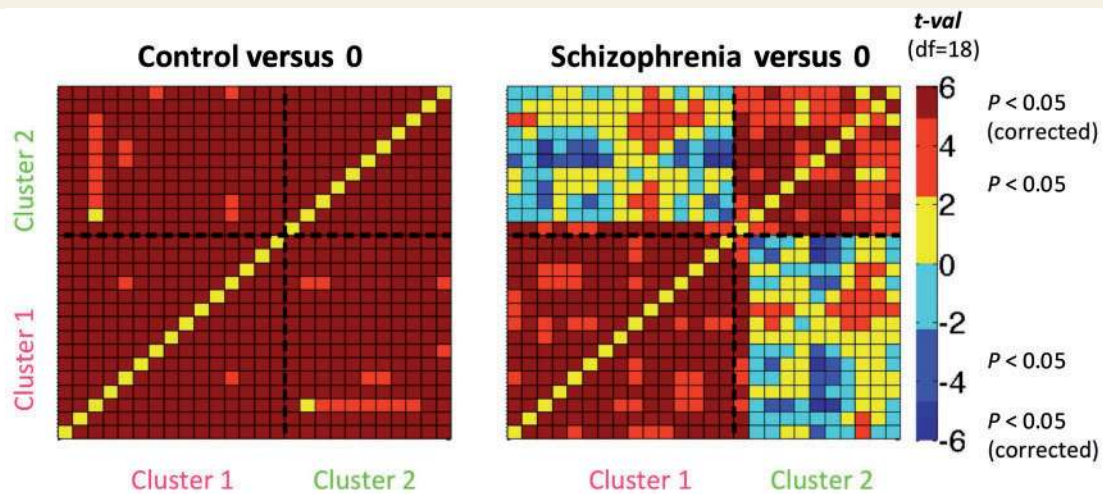 Control versus 0
Schizophrenia versus 0
t-val
(df=18)
Cluster 2
Cluster 1
Cluster 1
Cluster 2
Cluster 1
Cluster 2
6
4
2
0
-2
-4
-6
P < 0.05
(corrected)
P < 0.05
P < 0.05
P < 0.05
(corrected)